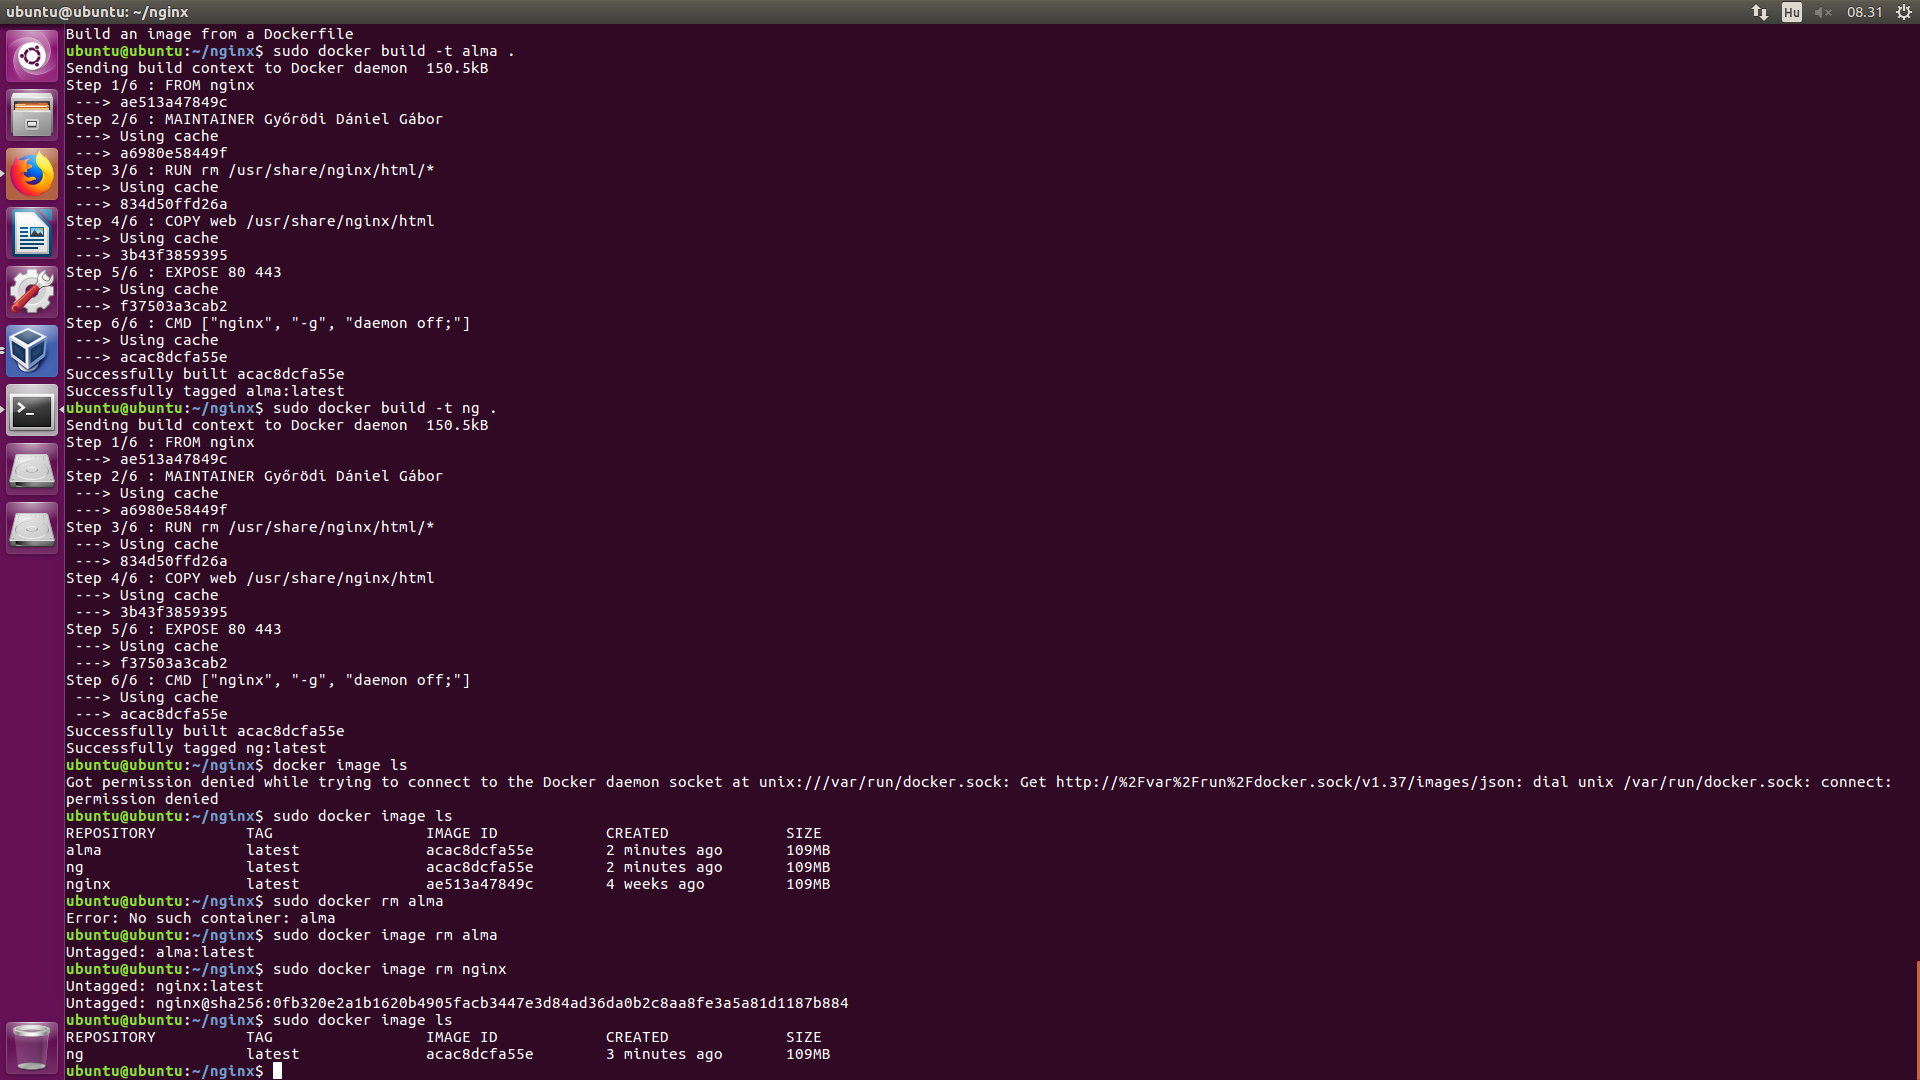 ubuntu@ubuntu: ~/nginx
Hu
08.31
Build an image from a Dockerfile
ubuntu@ubuntu:~/nginx$ sudo docker build -t alma .
Sending build context to Docker daemon  150.5kB
Step 1/6 : FROM nginx
 ---> ae513a47849c
Step 2/6 : MAINTAINER Győrödi Dániel Gábor
 ---> Using cache
 ---> a6980e58449f
Step 3/6 : RUN rm /usr/share/nginx/html/*
 ---> Using cache
 ---> 834d50ffd26a
Step 4/6 : COPY web /usr/share/nginx/html
 ---> Using cache
 ---> 3b43f3859395
Step 5/6 : EXPOSE 80 443
 ---> Using cache
 ---> f37503a3cab2
Step 6/6 : CMD ["nginx", "-g", "daemon off;"]
 ---> Using cache
 ---> acac8dcfa55e
Successfully built acac8dcfa55e
Successfully tagged alma:latest
ubuntu@ubuntu:~/nginx$ sudo docker build -t ng .
Sending build context to Docker daemon  150.5kB
Step 1/6 : FROM nginx
 ---> ae513a47849c
Step 2/6 : MAINTAINER Győrödi Dániel Gábor
 ---> Using cache
 ---> a6980e58449f
Step 3/6 : RUN rm /usr/share/nginx/html/*
 ---> Using cache
 ---> 834d50ffd26a
Step 4/6 : COPY web /usr/share/nginx/html
 ---> Using cache
 ---> 3b43f3859395
Step 5/6 : EXPOSE 80 443
 ---> Using cache
 ---> f37503a3cab2
Step 6/6 : CMD ["nginx", "-g", "daemon off;"]
 ---> Using cache
 ---> acac8dcfa55e
Successfully built acac8dcfa55e
Successfully tagged ng:latest
ubuntu@ubuntu:~/nginx$ docker image ls
Got permission denied while trying to connect to the Docker daemon socket at unix:///var/run/docker.sock: Get http://%2Fvar%2Frun%2Fdocker.sock/v1.37/images/json: dial unix /var/run/docker.sock: connect:
permission denied
ubuntu@ubuntu:~/nginx$ sudo docker image ls
REPOSITORY          TAG                 IMAGE ID            CREATED             SIZE
alma                latest              acac8dcfa55e        2 minutes ago       109MB
ng                  latest              acac8dcfa55e        2 minutes ago       109MB
nginx               latest              ae513a47849c        4 weeks ago         109MB
ubuntu@ubuntu:~/nginx$ sudo docker rm alma
Error: No such container: alma
ubuntu@ubuntu:~/nginx$ sudo docker image rm alma
Untagged: alma:latest
ubuntu@ubuntu:~/nginx$ sudo docker image rm nginx
Untagged: nginx:latest
Untagged: nginx@sha256:0fb320e2a1b1620b4905facb3447e3d84ad36da0b2c8aa8fe3a5a81d1187b884
ubuntu@ubuntu:~/nginx$ sudo docker image ls
REPOSITORY          TAG                 IMAGE ID            CREATED             SIZE
ng                  latest              acac8dcfa55e        3 minutes ago       109MB
ubuntu@ubuntu:~/nginx$